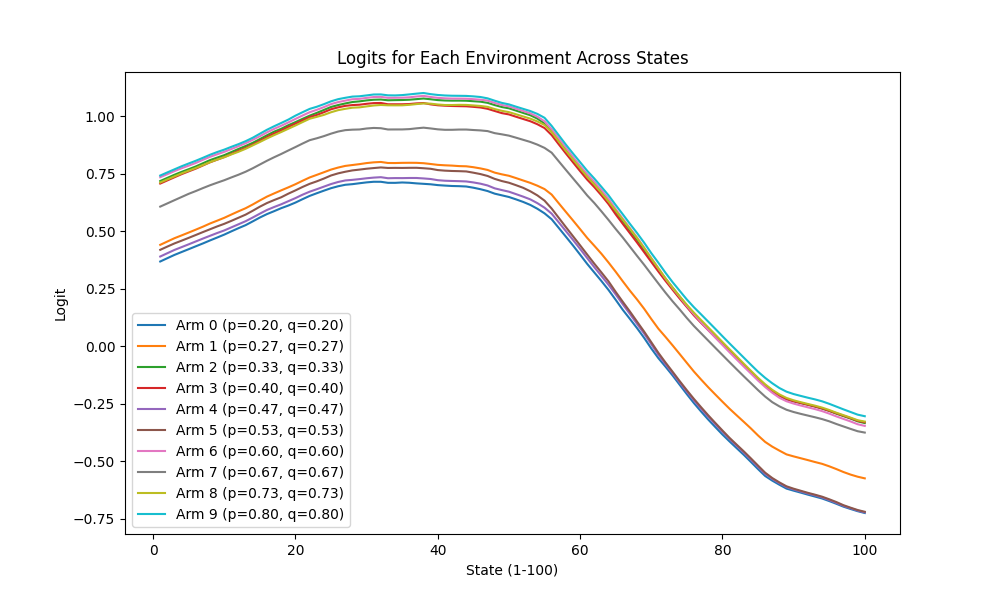 Logits for Each Environment Across States
Logit
1.00
0.75
0.50
0.25
0.00
−0.25
−0.50
−0.75
Arm 0 (p=0.20, q=0.20)
Arm 1 (p=0.27, q=0.27)
Arm 2 (p=0.33, q=0.33)
Arm 3 (p=0.40, q=0.40)
Arm 4 (p=0.47, q=0.47)
Arm 5 (p=0.53, q=0.53)
Arm 6 (p=0.60, q=0.60)
Arm 7 (p=0.67, q=0.67)
Arm 8 (p=0.73, q=0.73)
Arm 9 (p=0.80, q=0.80)
0 20 40 60 80 100
State (1-100)